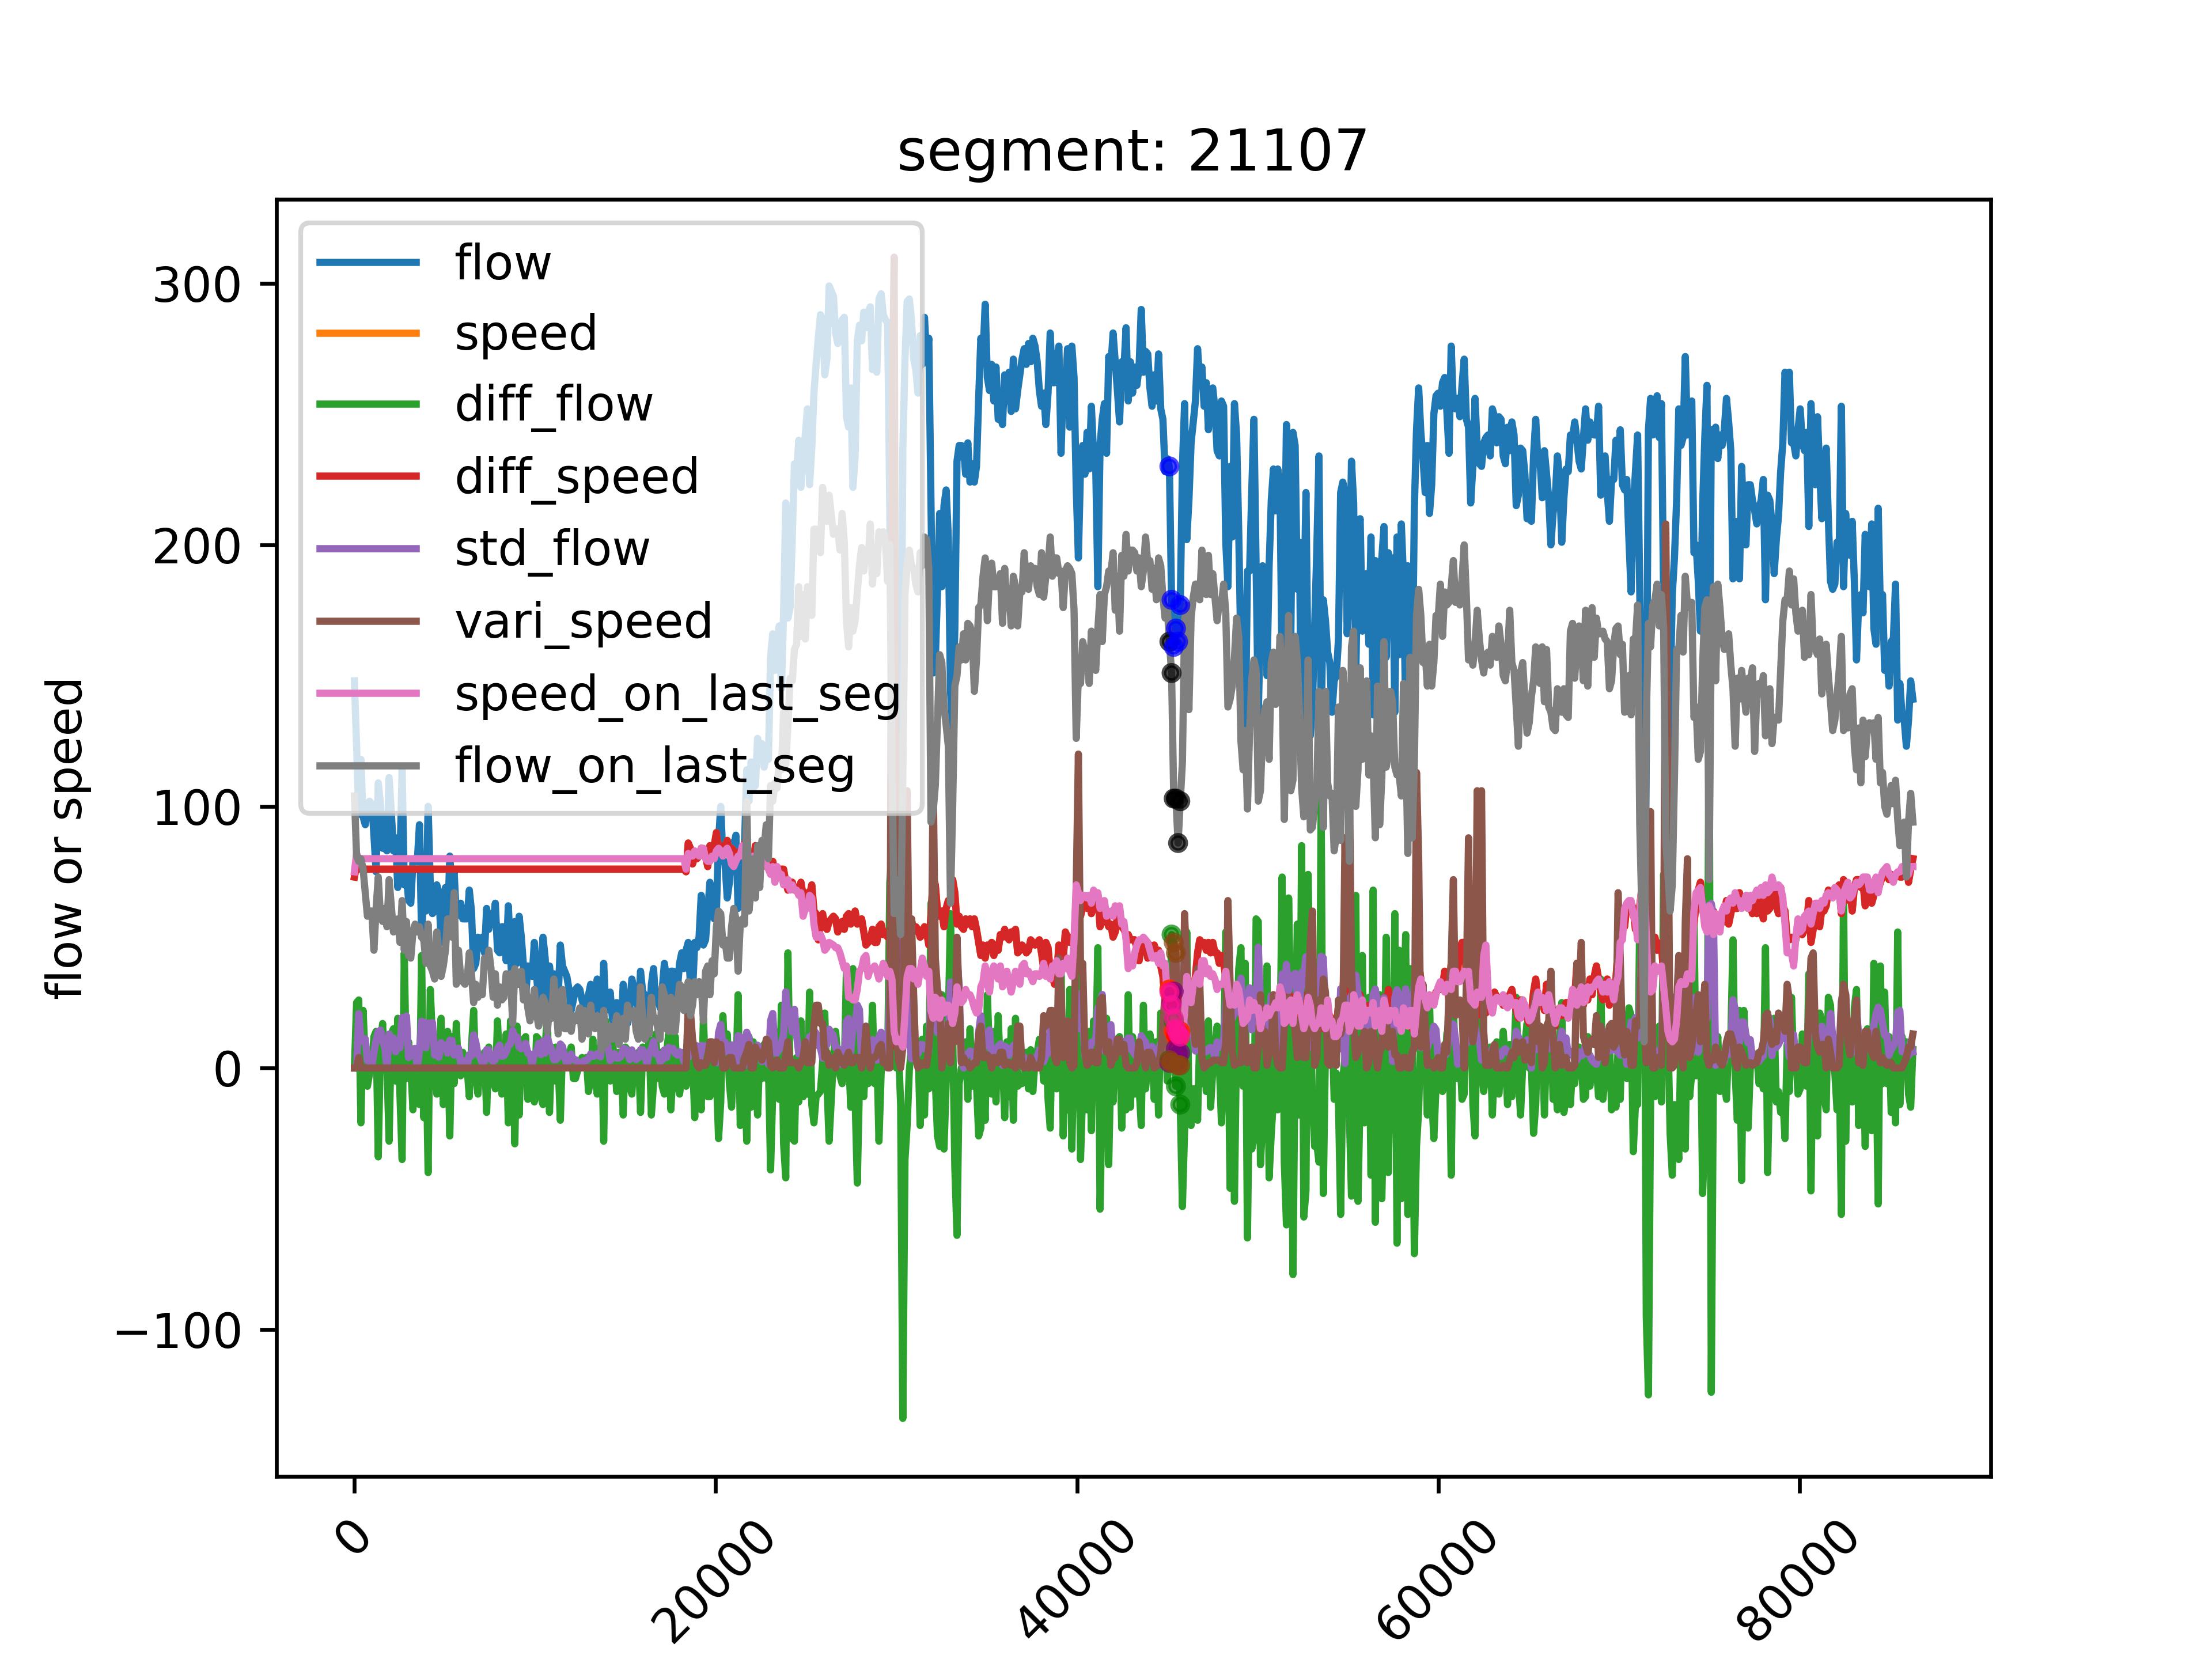 segment: 21107
flow
speed
diff_flow
diff_speed
std_flow
vari_speed
speed_on_last_seg
flow_on_last_seg
300
200
100
0
−100
flow or speed
0
20000
40000
60000
80000